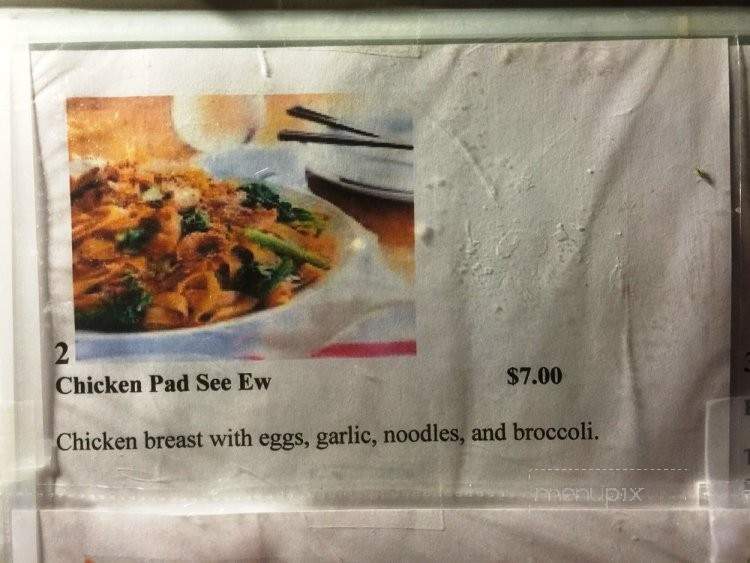 2
Chicken Pad See Ew $7.00
Chicken breast with eggs, garlic, noodles, and broccoli.
menupix